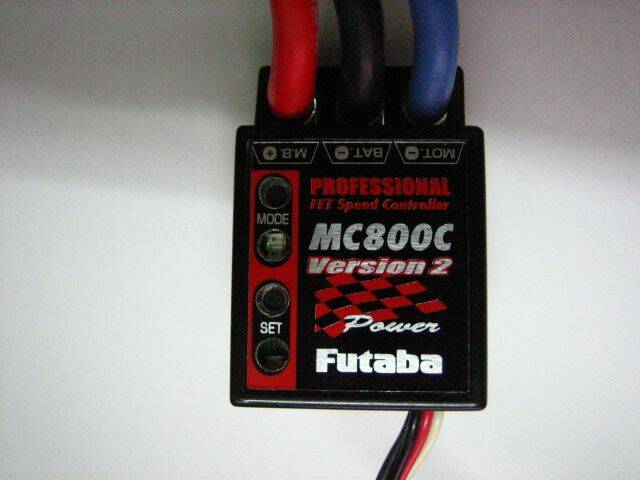 M.B. +
BAT. -
MOT. -
PROFESSIONAL
FET Speed Controller
MODE
MC800C
Version 2
SET
Power
Futaba